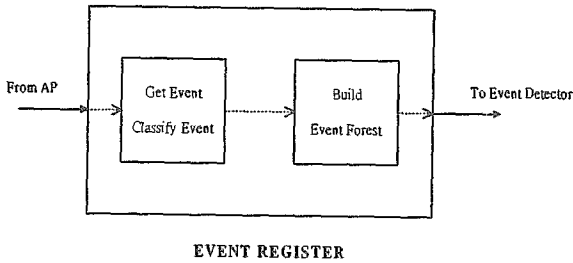 From AP
Get Event
Classify Event
Build
Event Forest
To Event Detector
EVENT REGISTER